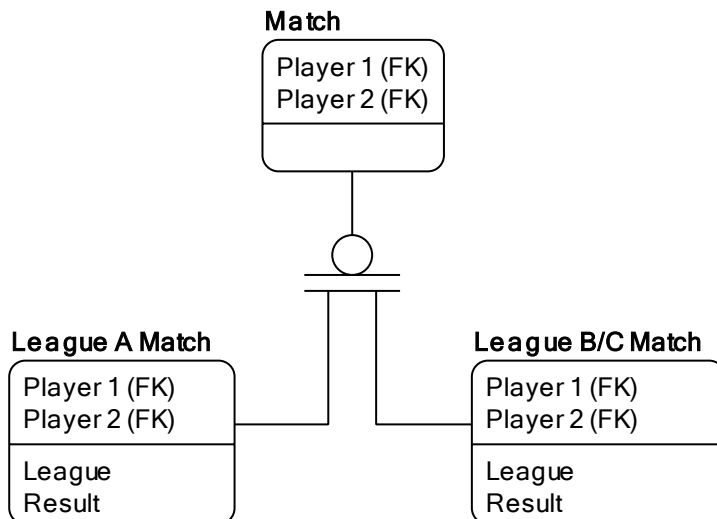 Match
Player 1 (FK)
Player 2 (FK)
League A Match
Player 1 (FK)
Player 2 (FK)
League
Result
League B/C Match
Player 1 (FK)
Player 2 (FK)
League
Result